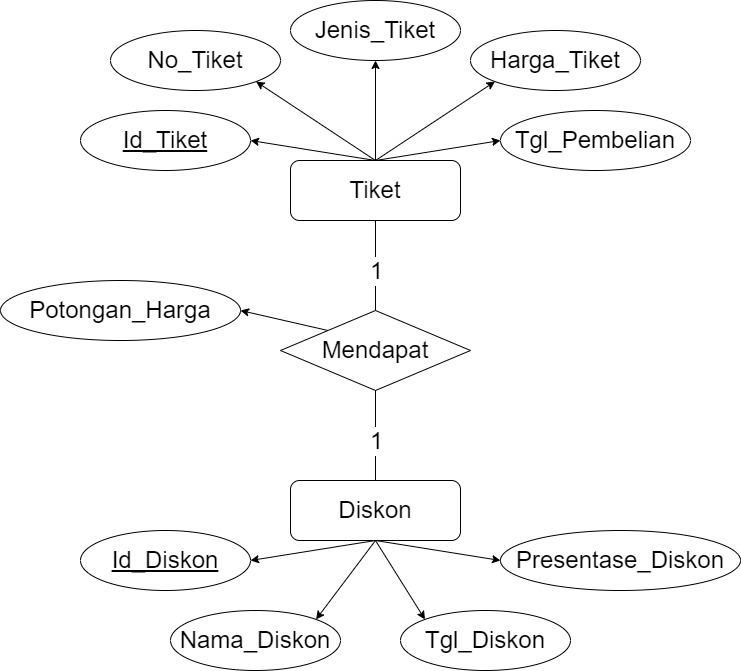 Jenis_Tiket
No_Tiket
Harga_Tiket
Id_Tiket
Tgl_Pembelian
Tiket
1
Potongan_Harga
Mendapat
1
Diskon
Id_Diskon
Presentase_Diskon
Nama_Diskon
Tgl_Diskon